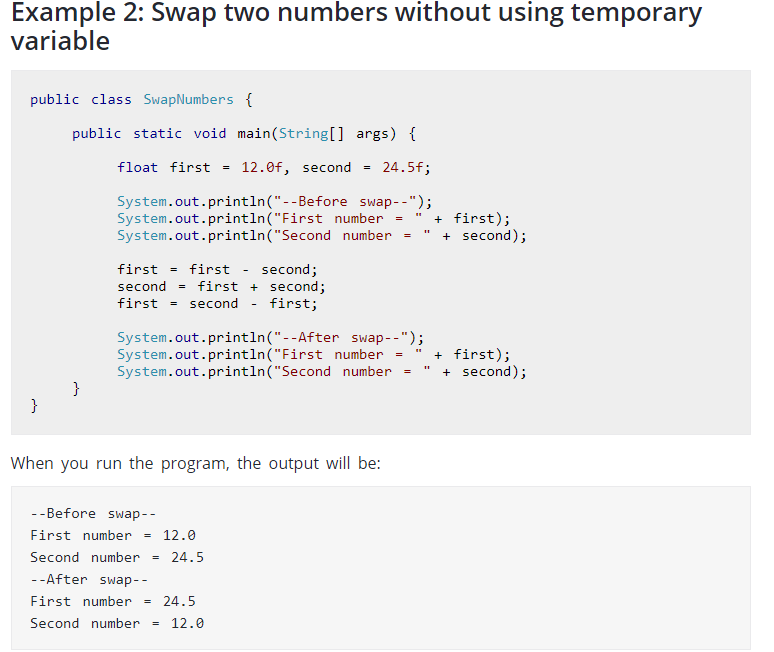 Example 2: Swap two numbers without using temporary
variable
public class SwapNumbers {
public static void main(String[] args) {
float first = 12.0f, second = 24.5f;
System.out.println("--Before swap--");
System.out.println("First number = " + first);
System.out.println("Second number = " + second);
first = first - second;
second = first + second;
first = second - first;
System.out.println("--After swap--");
System.out.println("First number = " + first);
System.out.println("Second number = " + second);
}
}
When you run the program, the output will be:
--Before swap--
First number = 12.0
Second number = 24.5
--After swap--
First number = 24.5
Second number = 12.0